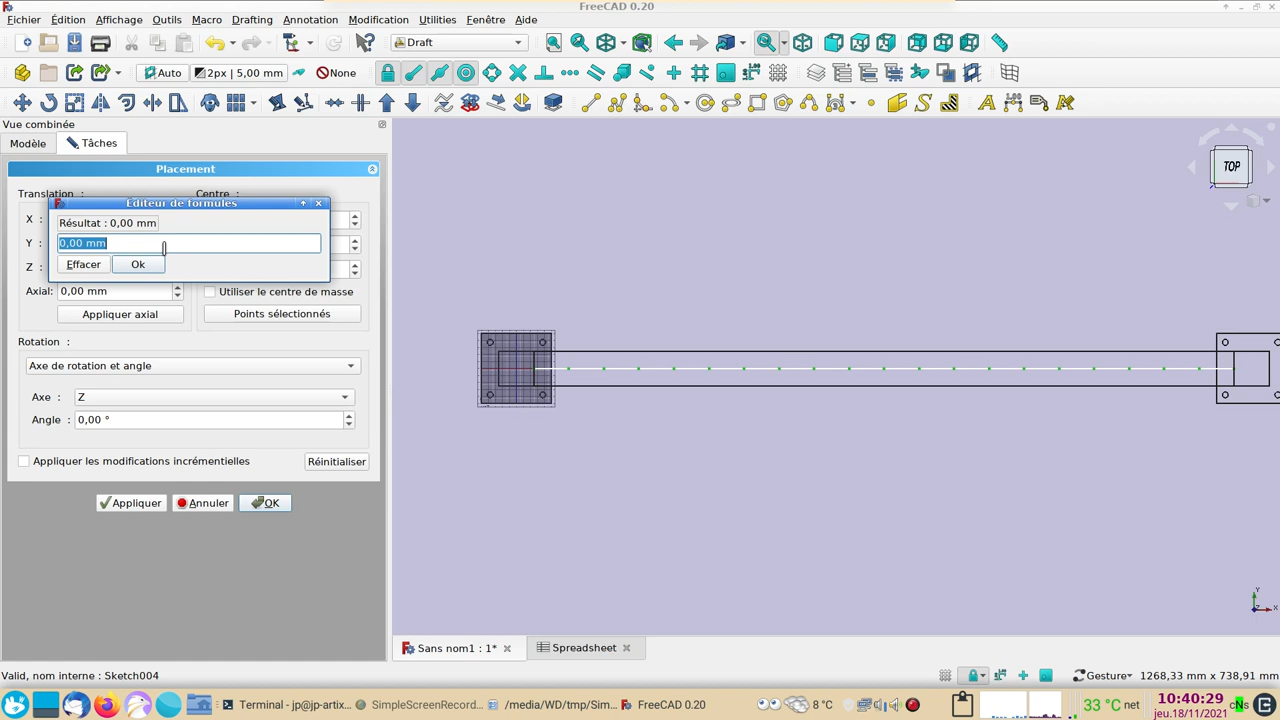 FreeCAD 0.20
Fichier Édition Affichage Outils Macro Drafting Annotation Modification Utilities Fenêtre Aide
Draft
Auto 2px | 5,00 mm None
Vue combinée
Modèle Tâches
Placement
Translation : Centre :
Éditeur de formules
X : Résultat : 0,00 mm
Y : 0,00 mm
Z : Effacer Ok
Axial: 0,00 mm Utiliser le centre de masse
Appliquer axial Points sélectionnés
Rotation :
Axe de rotation et angle
Axe : Z
Angle : 0,00 °
Appliquer les modifications incrémentielles Réinitialiser
Appliquer Annuler OK
TOP
Y
Z X
Sans nom1 : 1* Spreadsheet
Valid, nom interne : Sketch004 Gesture 1268,33 mm x 738,91 mm
Terminal - jp@jp-artix... SimpleScreenRecord... /media/WD/tmp/Sim... FreeCAD 0.20 8 °C 33 °C net 10:40:29 cNs
jeu.18/11/2021